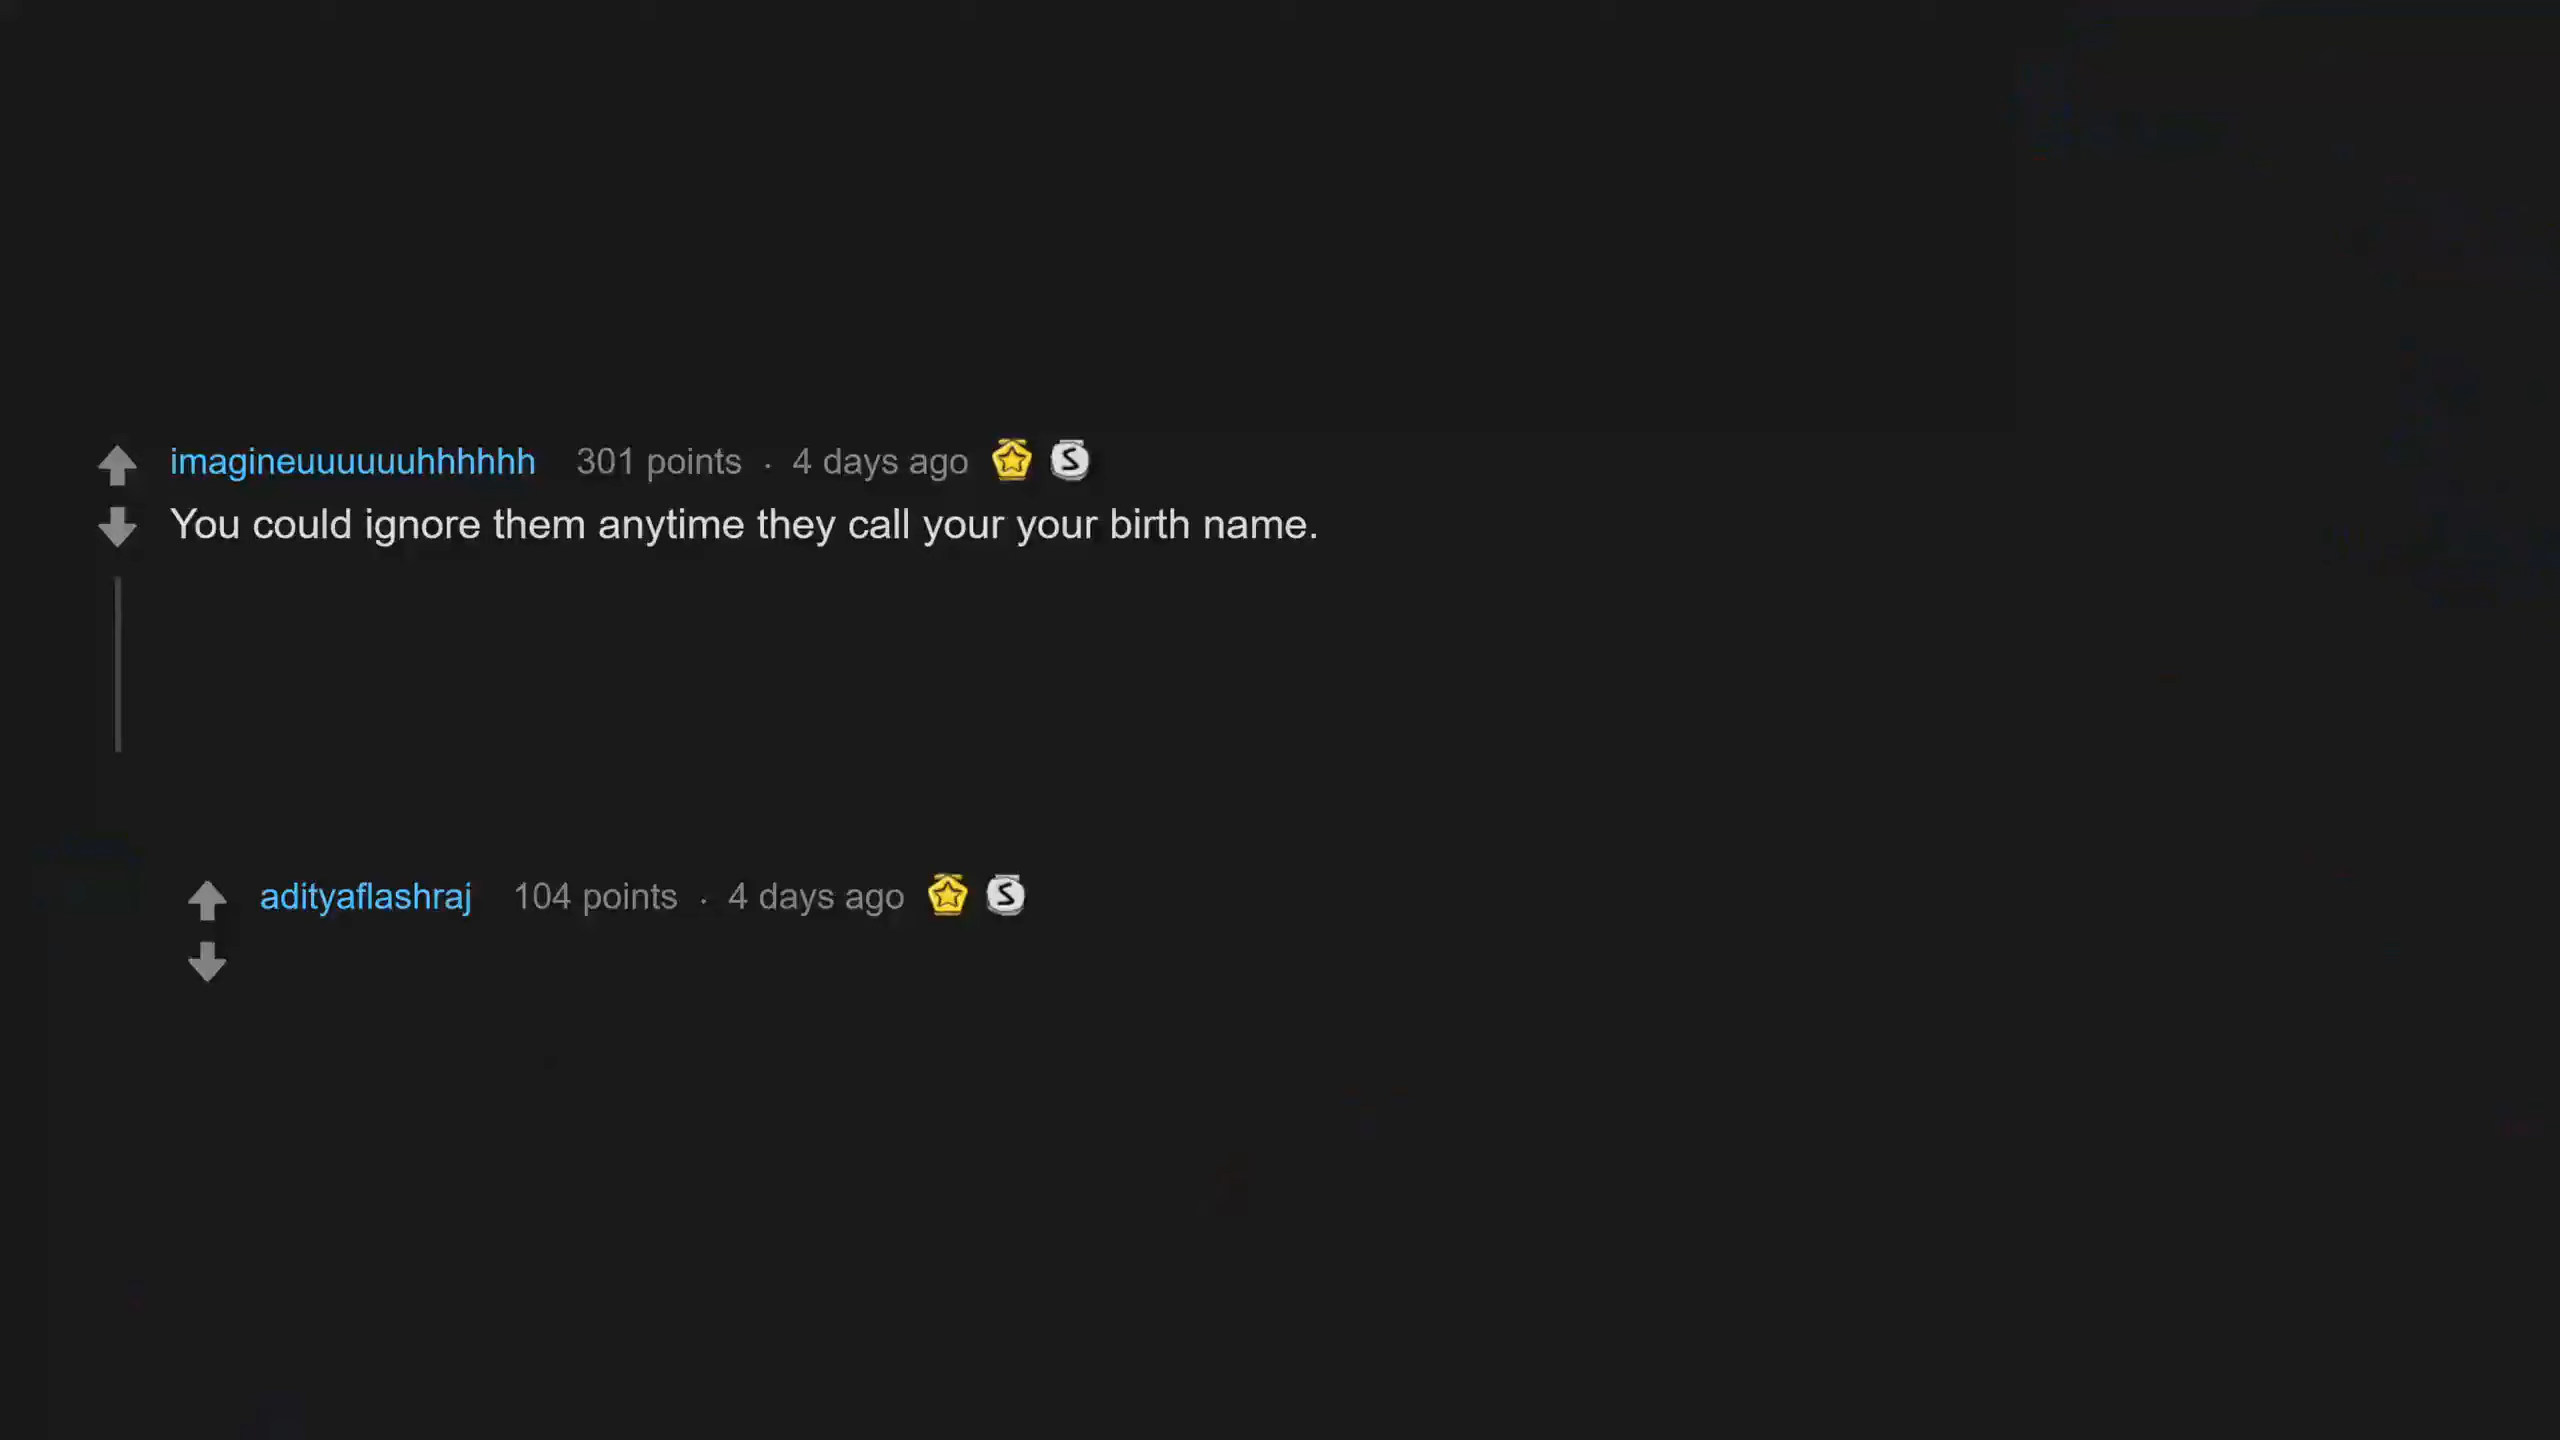 imagineuuuuuuhhhhhh 301 points · 4 days ago S
You could ignore them anytime they call your your birth name.
adityaflashraj 104 points · 4 days ago S